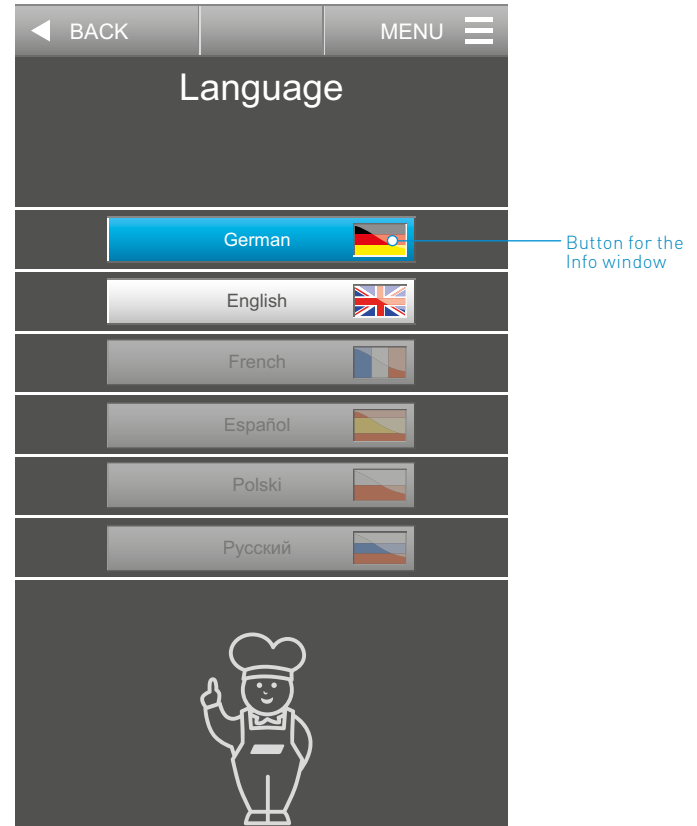 BACK
MENU
Language
German
Button for the
Info window
English
French
Español
Polski
Русский